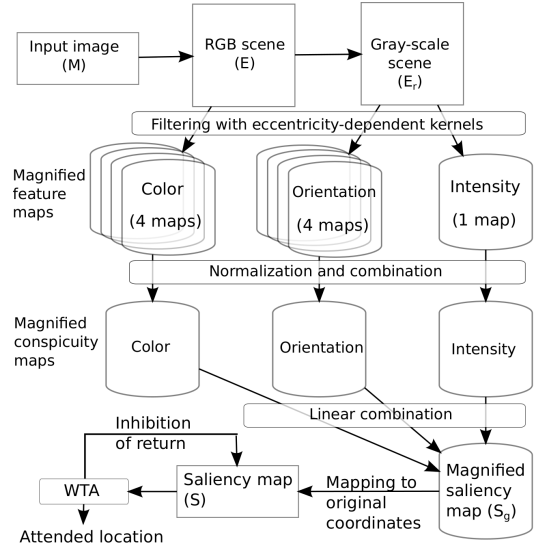 Input image
(M)
RGB scene
(E)
Gray-scale
scene
(Er)
Filtering with eccentricity-dependent kernels
Magnified
feature
maps
Color
(4 maps)
Orientation
(4 maps)
Intensity
(1 map)
Normalization and combination
Magnified
conspicuity
maps
Color
Orientation
Intensity
Linear combination
Inhibition
of return
WTA
Attended location
Saliency map
(S)
Mapping to
original
coordinates
Magnified
saliency
map (Sg)